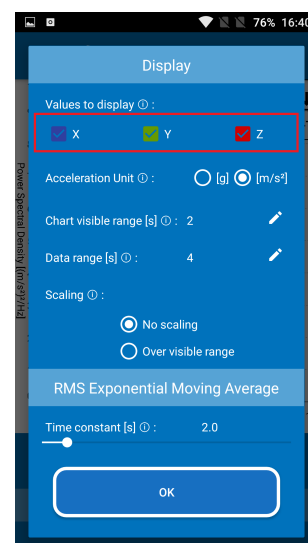 76% 16:40
Display
Values to display ⓘ :
X Y Z
Acceleration Unit ⓘ : [g] [m/s²]
Chart visible range [s] ⓘ : 2
Data range [s] ⓘ : 4
Scaling ⓘ :
No scaling
Over visible range
RMS Exponential Moving Average
Time constant [s] ⓘ : 2.0
OK
Power Spectral Density [(m/s²)²/Hz]